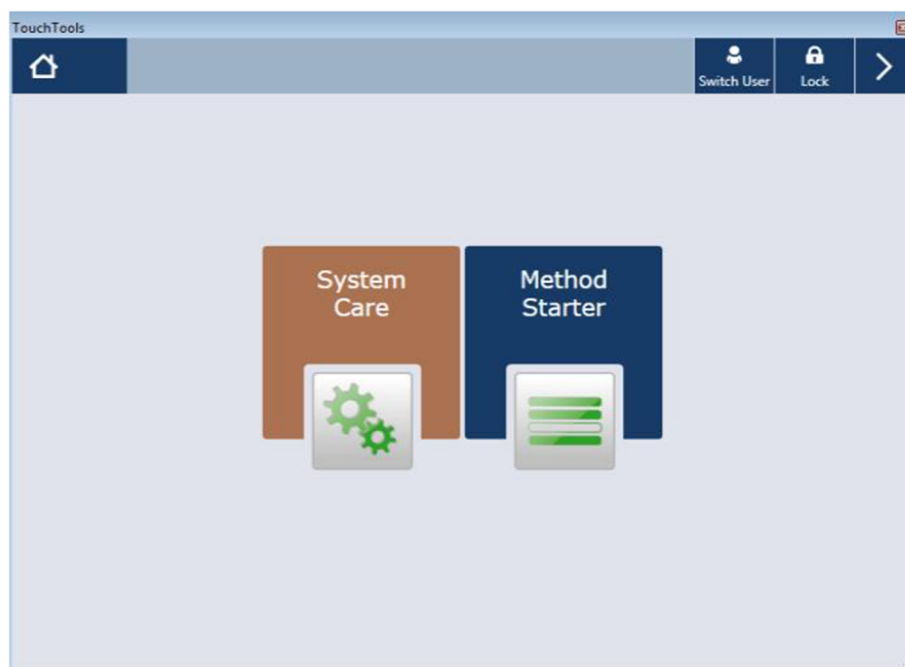 TouchTools
Switch User
Lock
System
Care
Method
Starter